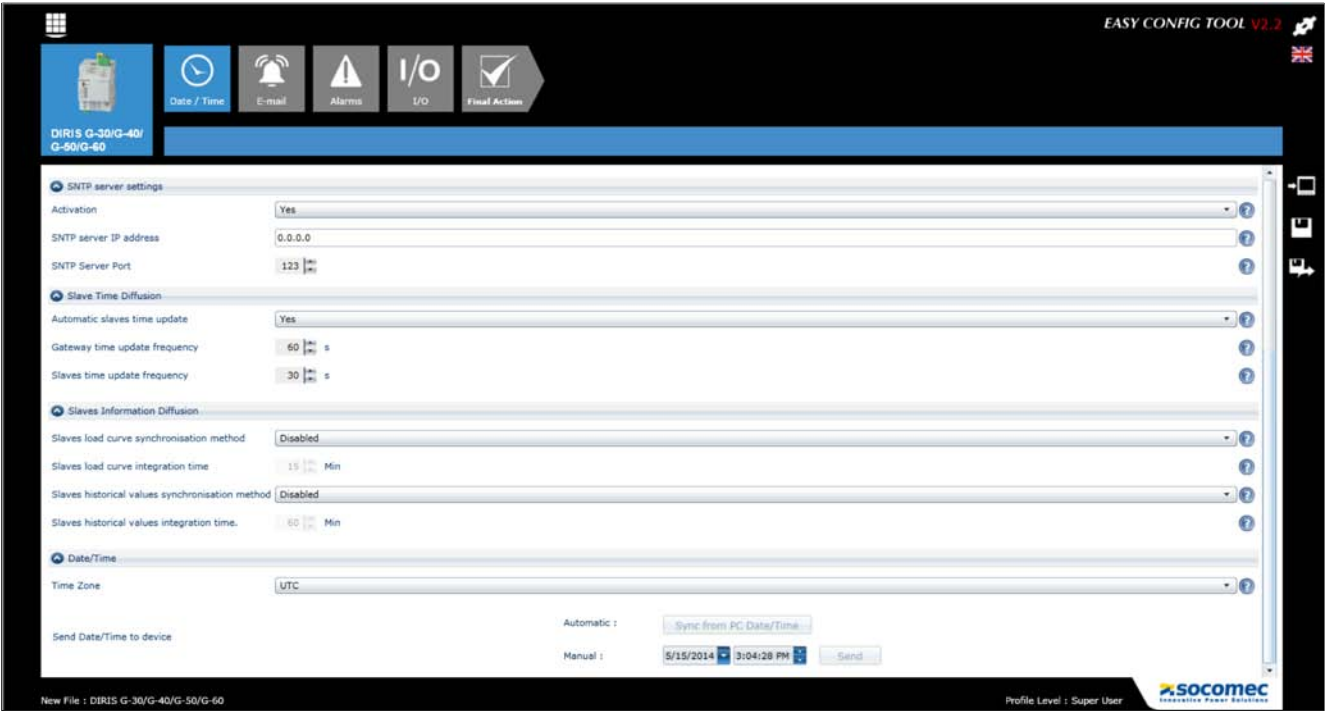 EASY CONFIG TOOL V2.2
Date / Time
E-mail
Alarms
I/O
I/O
Final Action
DIRIS G-30/G-40/
G-50/G-60
SNTP server settings
Activation Yes
SNTP server IP address 0.0.0.0
SNTP Server Port 123
Slave Time Diffusion
Automatic slaves time update Yes
Gateway time update frequency 60 s
Slaves time update frequency 30 s
Slaves Information Diffusion
Slaves load curve synchronisation method Disabled
Slaves load curve integration time 15 Min
Slaves historical values synchronisation method Disabled
Slaves historical values integration time. 60 Min
Date/Time
Time Zone UTC
Send Date/Time to device
Automatic : Sync from PC Date/Time
Manual : 5/15/2014 3:04:28 PM Send
New File : DIRIS G-30/G-40/G-50/G-60
Profile Level : Super User
socomec
Innovative Power Solutions